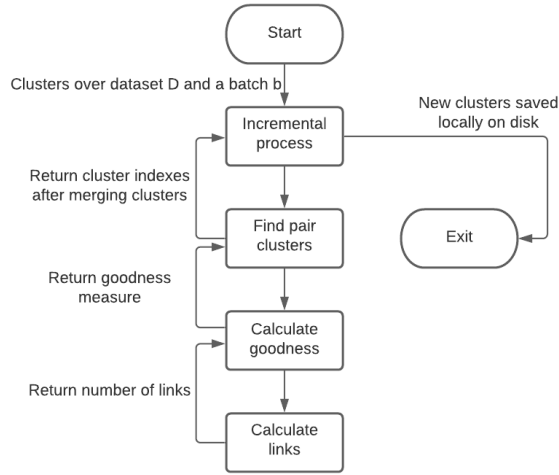 Start
Clusters over dataset D and a batch b
New clusters saved
locally on disk
Incremental
process
Return cluster indexes
after merging clusters
Find pair
clusters
Exit
Return goodness
measure
Calculate
goodness
Return number of links
Calculate
links